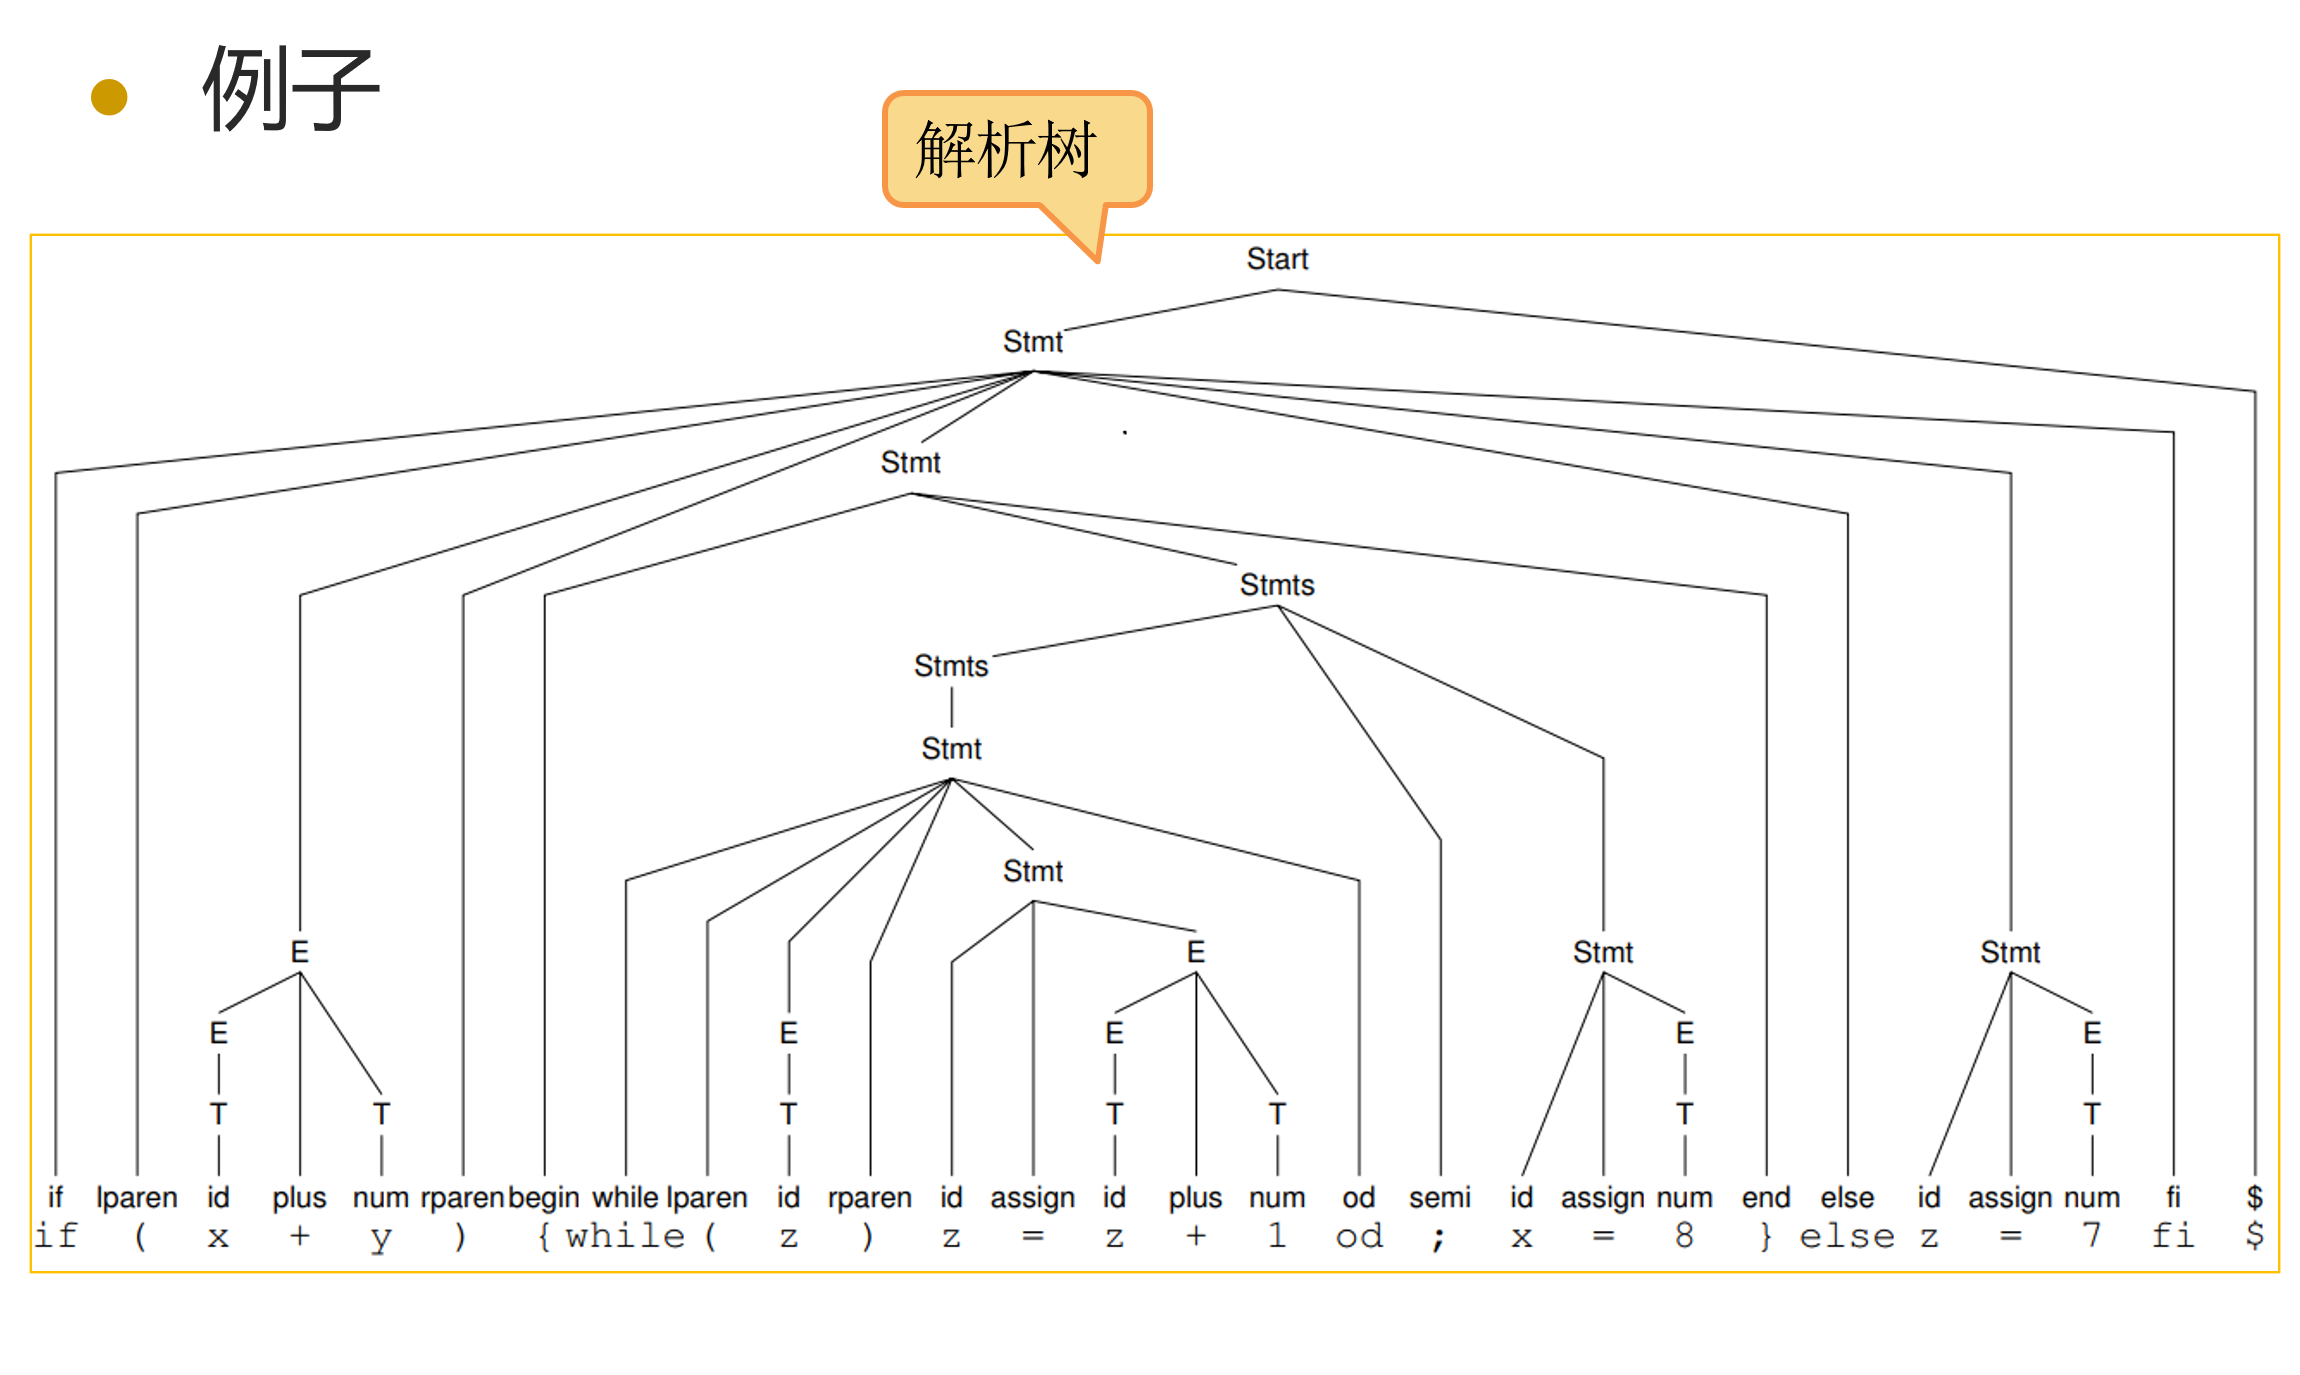 例子
解析树
Start
Stmt
Stmt
Stmts
Stmts
Stmt
Stmt
E E Stmt Stmt
E E E E E
T T T T T T T
if lparen id plus num rparen begin while lparen id rparen id assign id plus num od semi id assign num end else id assign num fi $
if ( x + y ) { while ( z ) z = z + 1 od ; x = 8 } else z = 7 fi $